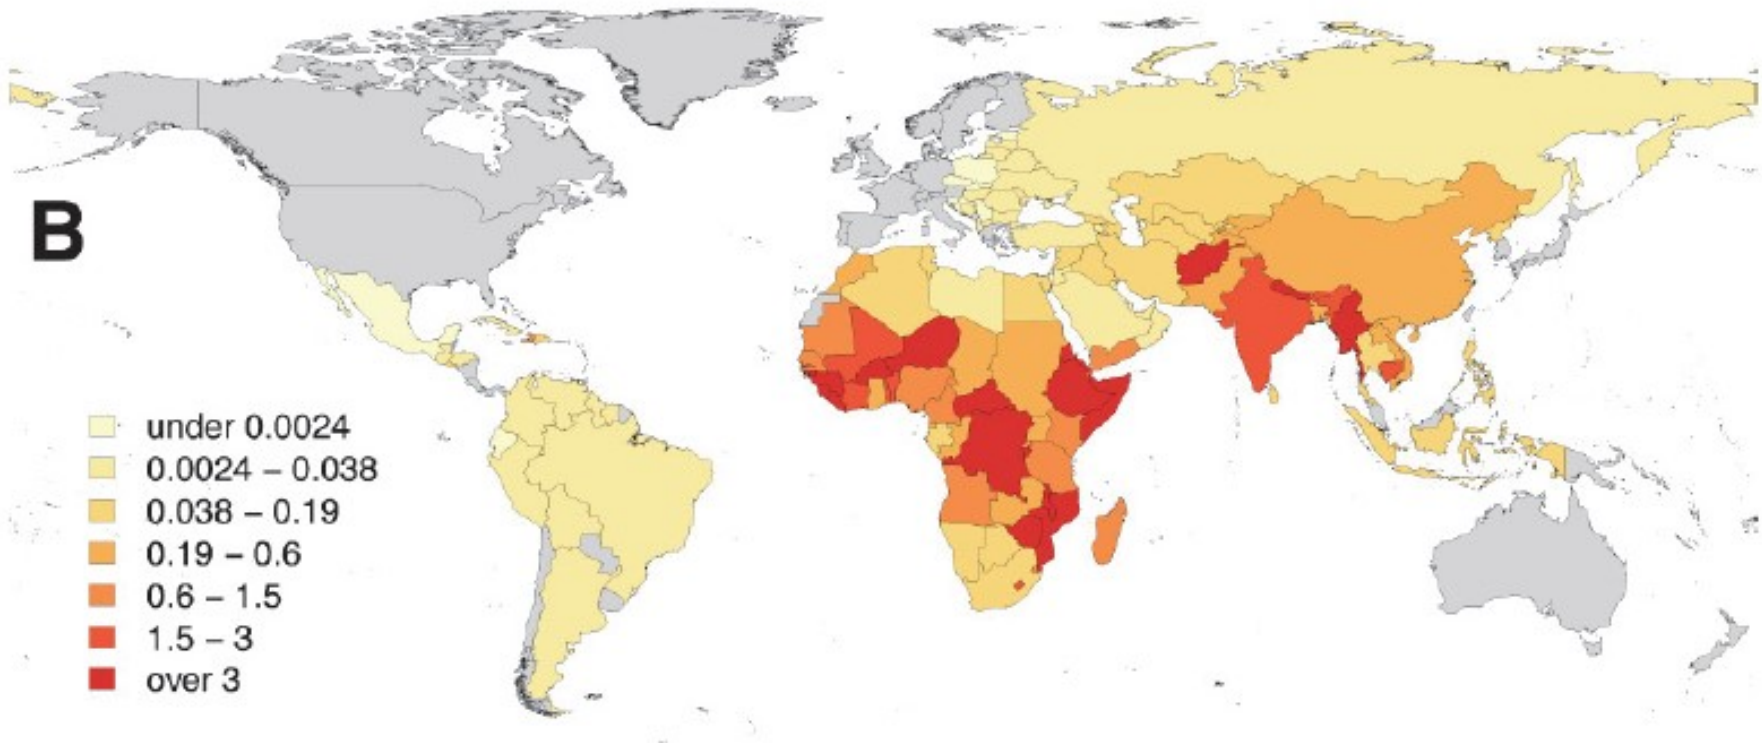 B
under 0.0024
0.0024 – 0.038
0.038 – 0.19
0.19 – 0.6
0.6 – 1.5
1.5 – 3
over 3